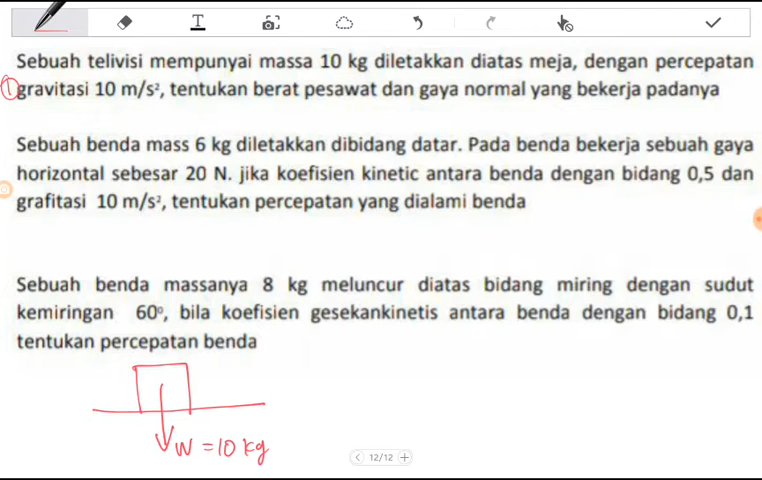 T
Sebuah telivisi mempunyai massa 10 kg diletakkan diatas meja, dengan percepatan
① gravitasi 10 m/s², tentukan berat pesawat dan gaya normal yang bekerja padanya
Sebuah benda mass 6 kg diletakkan dibidang datar. Pada benda bekerja sebuah gaya
horizontal sebesar 20 N. jika koefisien kinetic antara benda dengan bidang 0,5 dan
grafitasi 10 m/s², tentukan percepatan yang dialami benda
Sebuah benda massanya 8 kg meluncur diatas bidang miring dengan sudut
kemiringan 60°, bila koefisien gesekankinetis antara benda dengan bidang 0,1
tentukan percepatan benda
W = 10 kg
12/12